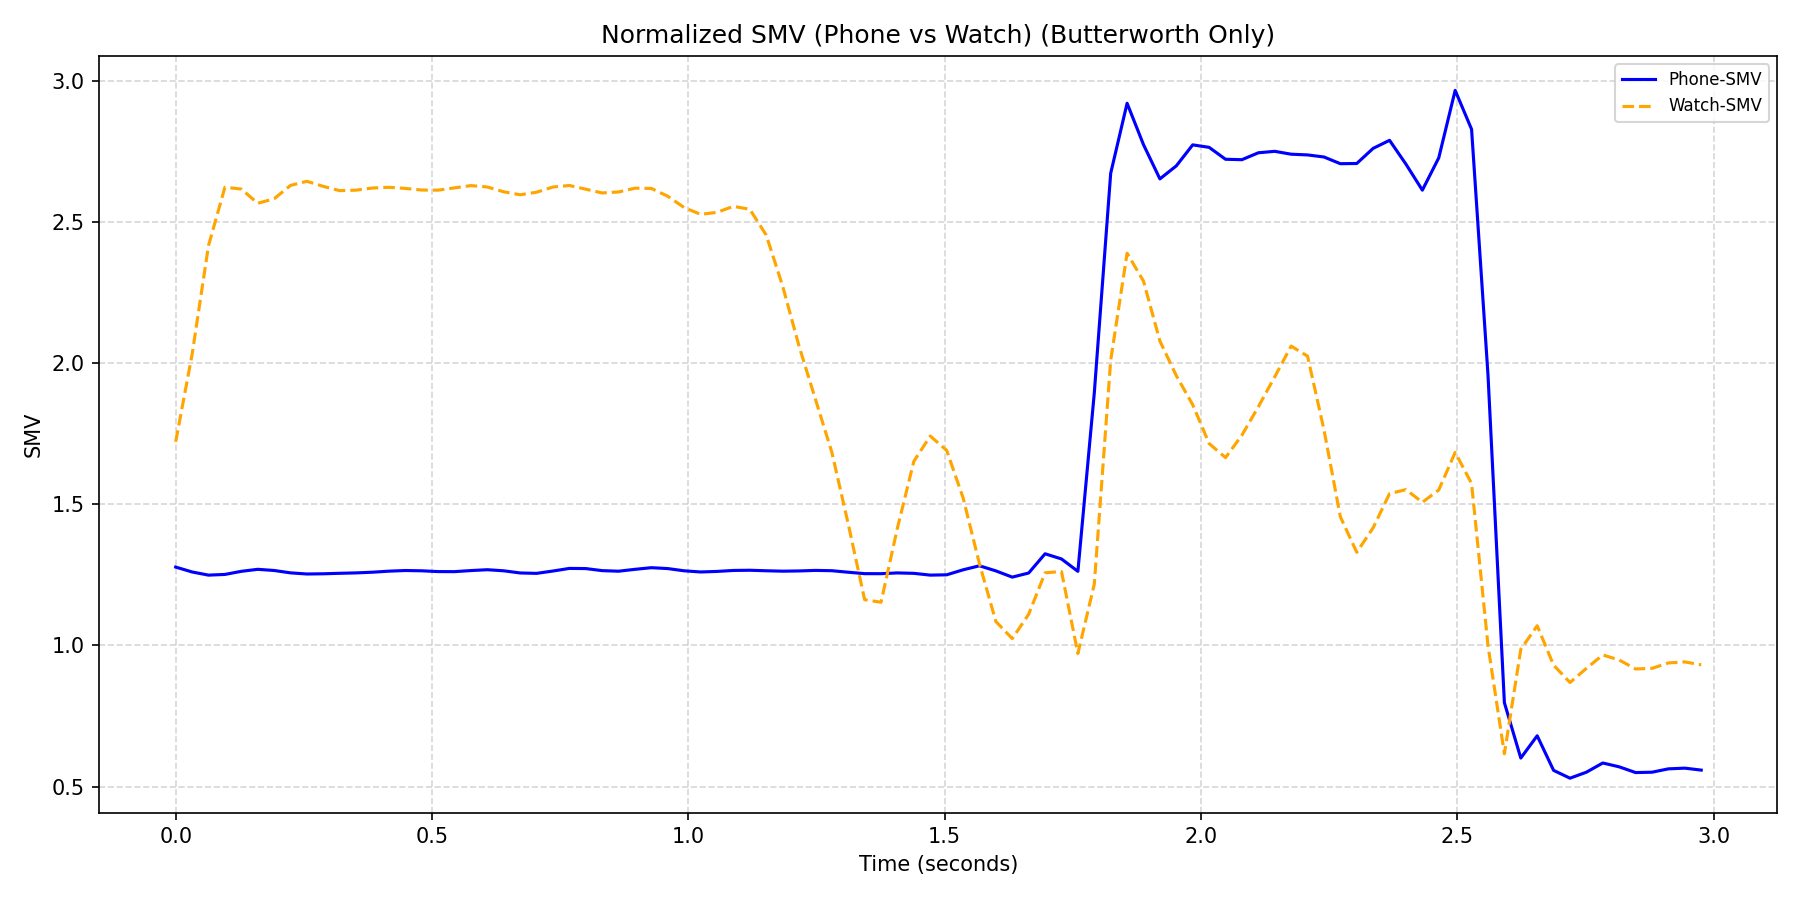 Normalized SMV (Phone vs Watch) (Butterworth Only)
Phone-SMV
Watch-SMV
SMV
3.0
2.5
2.0
1.5
1.0
0.5
0.0 0.5 1.0 1.5 2.0 2.5 3.0
Time (seconds)